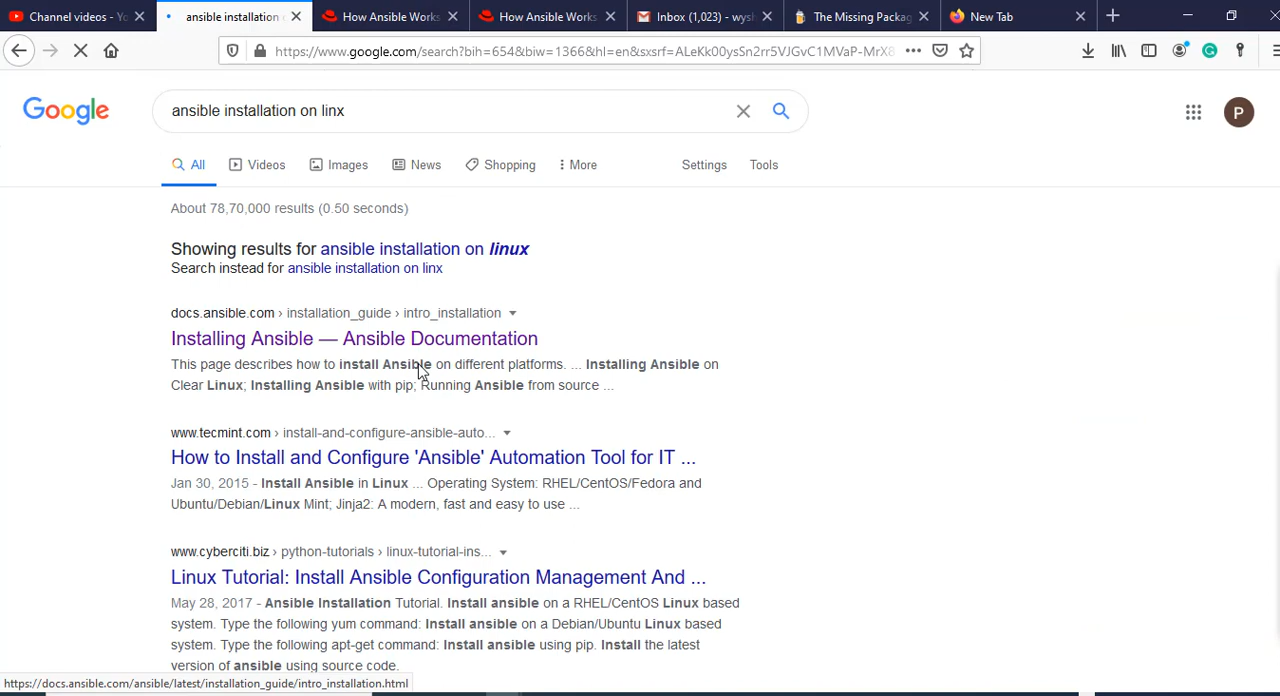 Channel videos - Yo
ansible installation o
How Ansible Works
How Ansible Works
Inbox (1,023) - wysl
The Missing Packag
New Tab
https://www.google.com/search?bih=654&biw=1366&hl=en&sxsrf=ALeKk00ysSn2rr5VJGvC1MVaP-MrX8
Google
ansible installation on linx
P
All
Videos
Images
News
Shopping
More
Settings
Tools
About 78,70,000 results (0.50 seconds)
Showing results for ansible installation on linux
Search instead for ansible installation on linx
docs.ansible.com › installation_guide › intro_installation
Installing Ansible — Ansible Documentation
This page describes how to install Ansible on different platforms. ... Installing Ansible on
Clear Linux; Installing Ansible with pip; Running Ansible from source ...
www.tecmint.com › install-and-configure-ansible-auto...
How to Install and Configure 'Ansible' Automation Tool for IT ...
Jan 30, 2015 - Install Ansible in Linux ... Operating System: RHEL/CentOS/Fedora and
Ubuntu/Debian/Linux Mint; Jinja2: A modern, fast and easy to use ...
www.cyberciti.biz › python-tutorials › linux-tutorial-ins...
Linux Tutorial: Install Ansible Configuration Management And ...
May 28, 2017 - Ansible Installation Tutorial. Install ansible on a RHEL/CentOS Linux based
system. Type the following yum command: Install ansible on a Debian/Ubuntu Linux based
system. Type the following apt-get command: Install ansible using pip. Install the latest
version of ansible using source code.
https://docs.ansible.com/ansible/latest/installation_guide/intro_installation.html